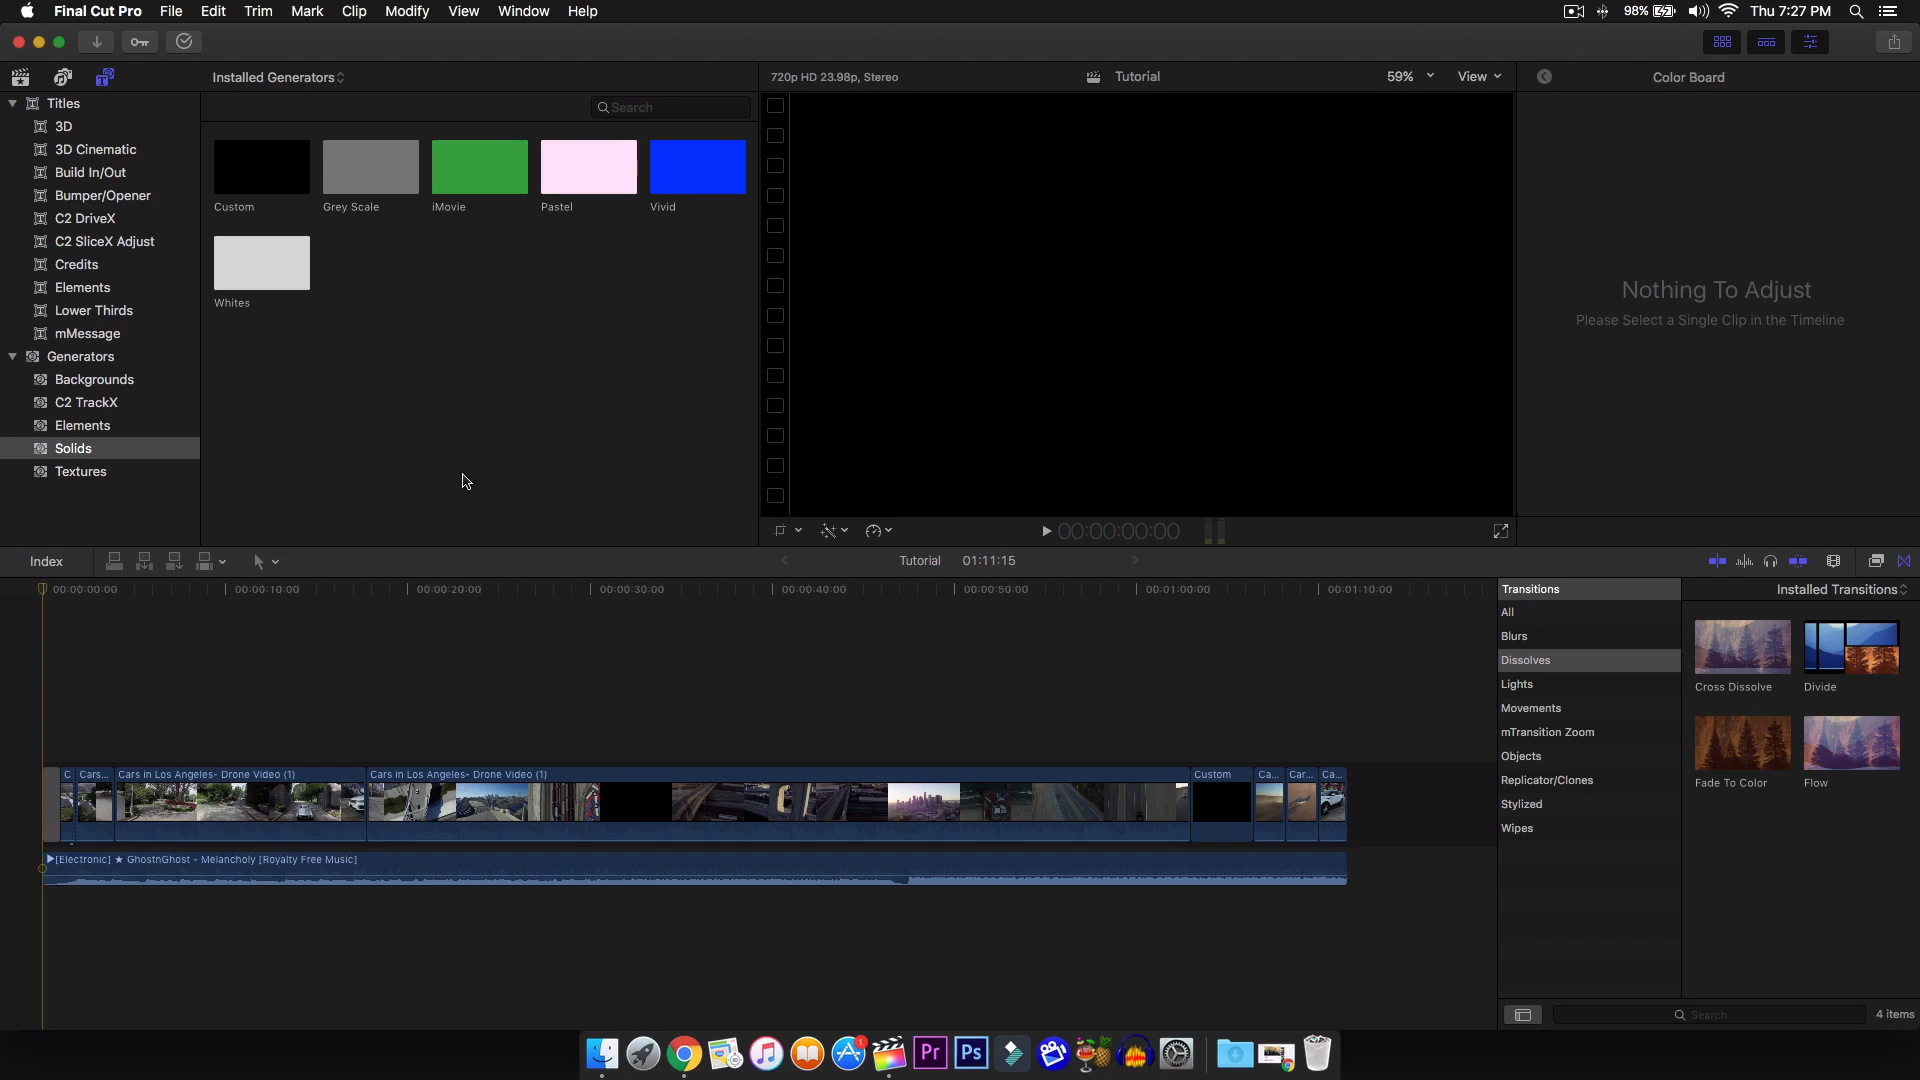 Final Cut Pro File Edit Trim Mark Clip Modify View Window Help 98% Thu 7:27 PM
Installed Generators 720p HD 23.98p, Stereo Tutorial 59% View Color Board
Titles
Search
3D
3D Cinematic
Build In/Out
Bumper/Opener
C2 DriveX
C2 SliceX Adjust
Credits
Elements
Lower Thirds
mMessage
Generators
Backgrounds
C2 TrackX
Elements
Solids
Textures
Custom Grey Scale iMovie Pastel Vivid
Whites
Nothing To Adjust
Please Select a Single Clip in the Timeline
00:00:00:00
Index Tutorial 01:11:15
00:00:00:00 00:00:10:00 00:00:20:00 00:00:30:00 00:00:40:00 00:00:50:00 00:01:00:00 00:01:10:00
C Cars... Cars in Los Angeles- Drone Video (1) Cars in Los Angeles- Drone Video (1) Custom Ca... Car... Ca...
[Electronic] ★ GhostnGhost - Melancholy [Royalty Free Music]
Transitions
All
Blurs
Dissolves
Lights
Movements
mTransition Zoom
Objects
Replicator/Clones
Stylized
Wipes
Installed Transitions
Cross Dissolve Divide
Fade To Color Flow
Search 4 items
1 Pr Ps